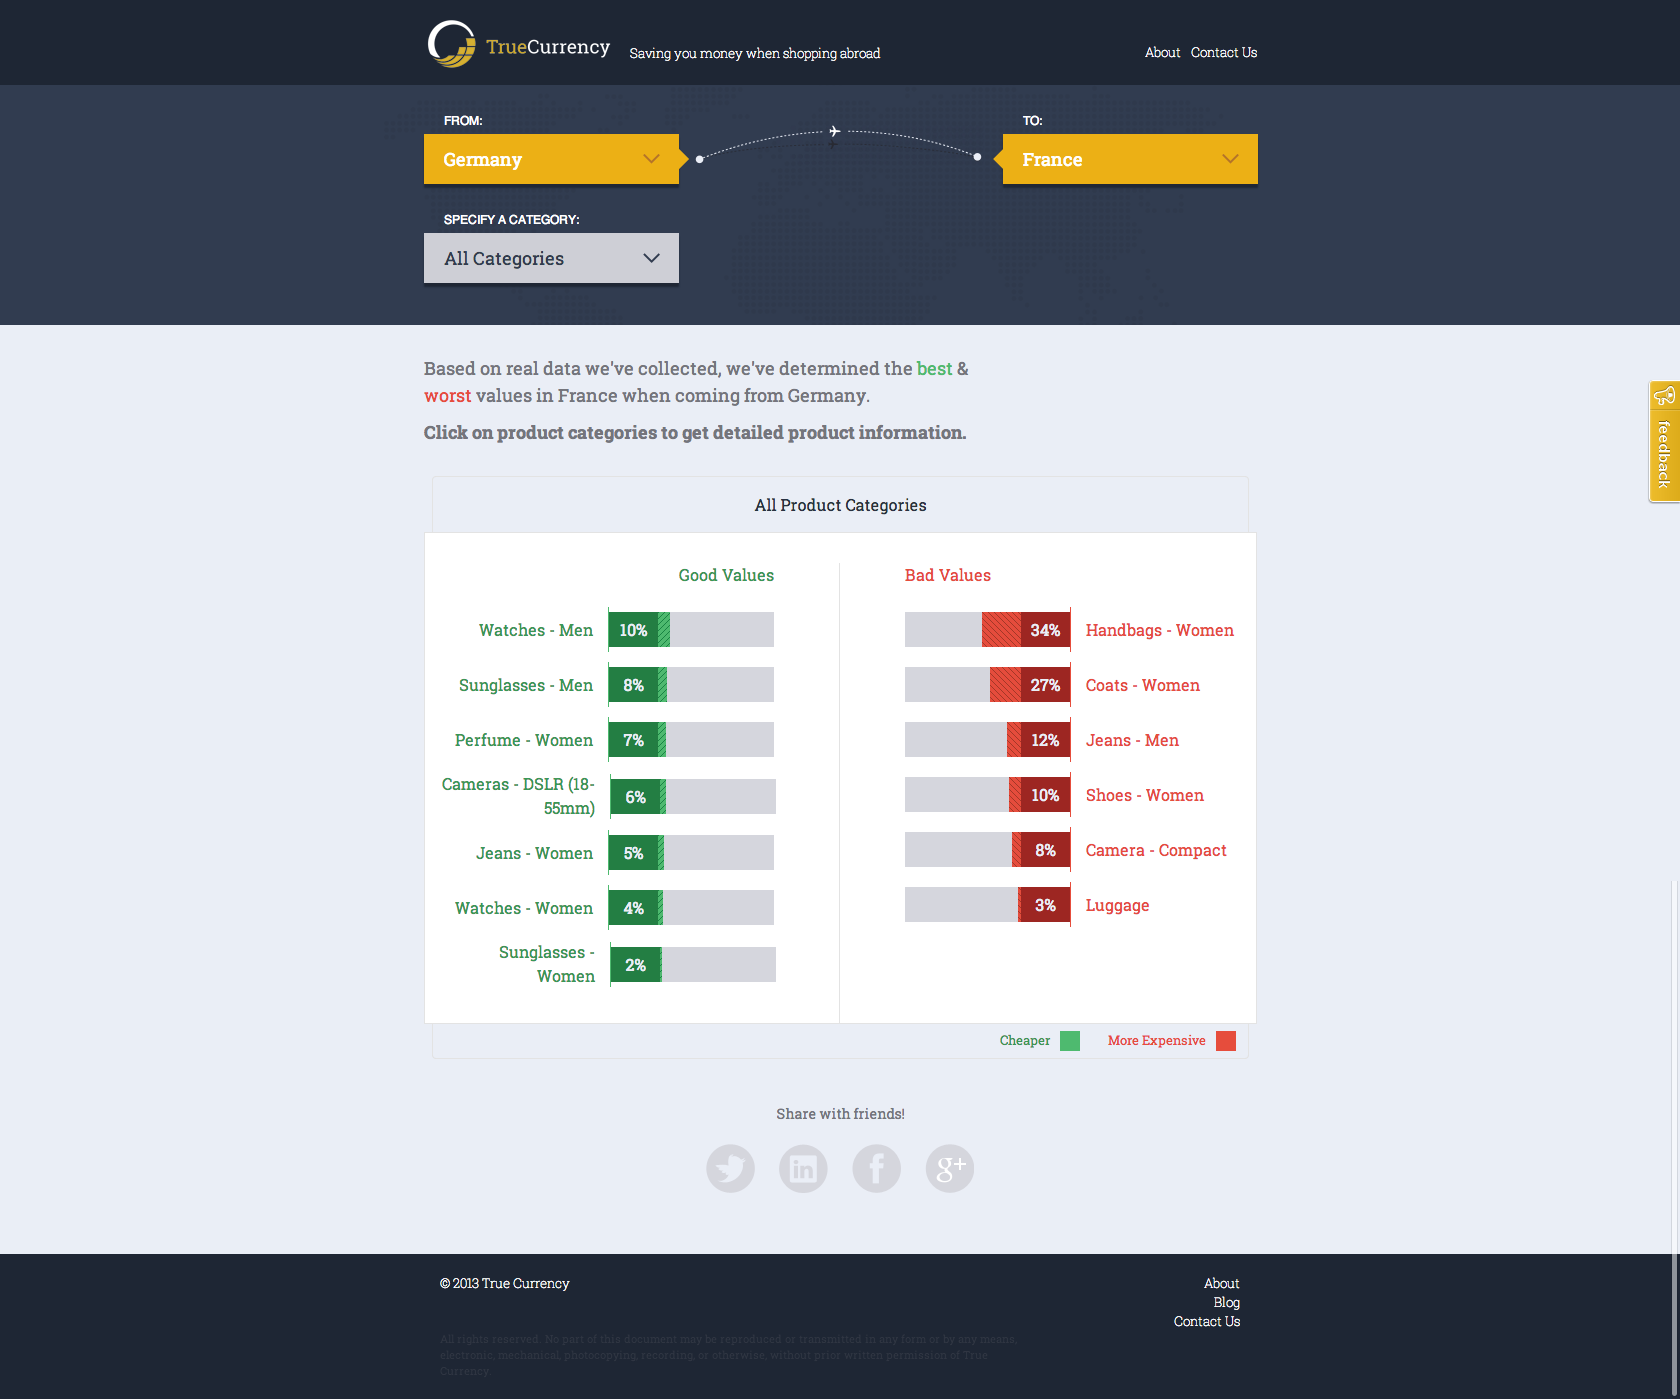 TrueCurrency
Saving you money when shopping abroad
About Contact Us
FROM:
TO:
Germany
France
SPECIFY A CATEGORY:
All Categories
Based on real data we've collected, we've determined the best &
worst values in France when coming from Germany.
Click on product categories to get detailed product information.
feedback
All Product Categories
Good Values
Bad Values
Watches - Men 10%
34% Handbags - Women
Sunglasses - Men 8%
27% Coats - Women
Perfume - Women 7%
12% Jeans - Men
Cameras - DSLR (18-
55mm)
6%
10% Shoes - Women
Jeans - Women 5%
8% Camera - Compact
Watches - Women 4%
3% Luggage
Sunglasses -
Women
2%
Cheaper
More Expensive
Share with friends!
in
f
g+
© 2013 True Currency
About
Blog
Contact Us
All rights reserved. No part of this document may be reproduced or transmitted in any form or by any means,
electronic, mechanical, photocopying, recording, or otherwise, without prior written permission of True
Currency.